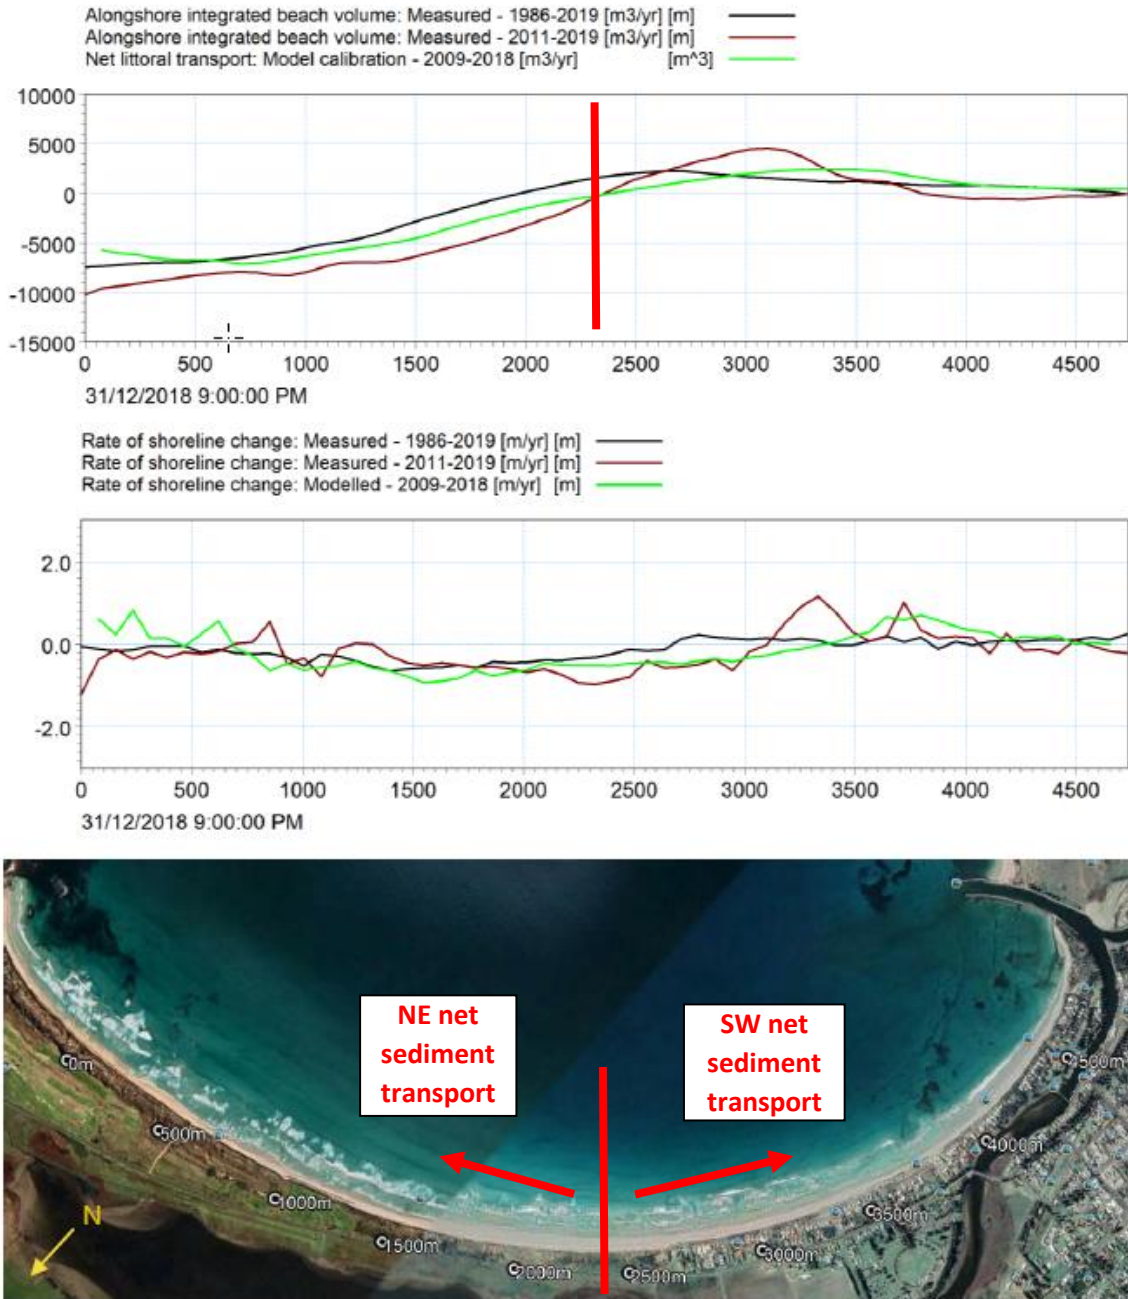 Alongshore integrated beach volume: Measured - 1986-2019 [m3/yr] [m]
Alongshore integrated beach volume: Measured - 2011-2019 [m3/yr] [m]
Net littoral transport: Model calibration - 2009-2018 [m3/yr] [m^3]
10000
5000
0
-5000
-10000
-15000
0 500 1000 1500 2000 2500 3000 3500 4000 4500
31/12/2018 9:00:00 PM
Rate of shoreline change: Measured - 1986-2019 [m/yr] [m]
Rate of shoreline change: Measured - 2011-2019 [m/yr] [m]
Rate of shoreline change: Modelled - 2009-2018 [m/yr] [m]
2.0
0.0
-2.0
0 500 1000 1500 2000 2500 3000 3500 4000 4500
31/12/2018 9:00:00 PM
NE net
sediment
transport
SW net
sediment
transport
0m
500m
1000m
1500m
2000m
2500m
3000m
3500m
4000m
4500m
N